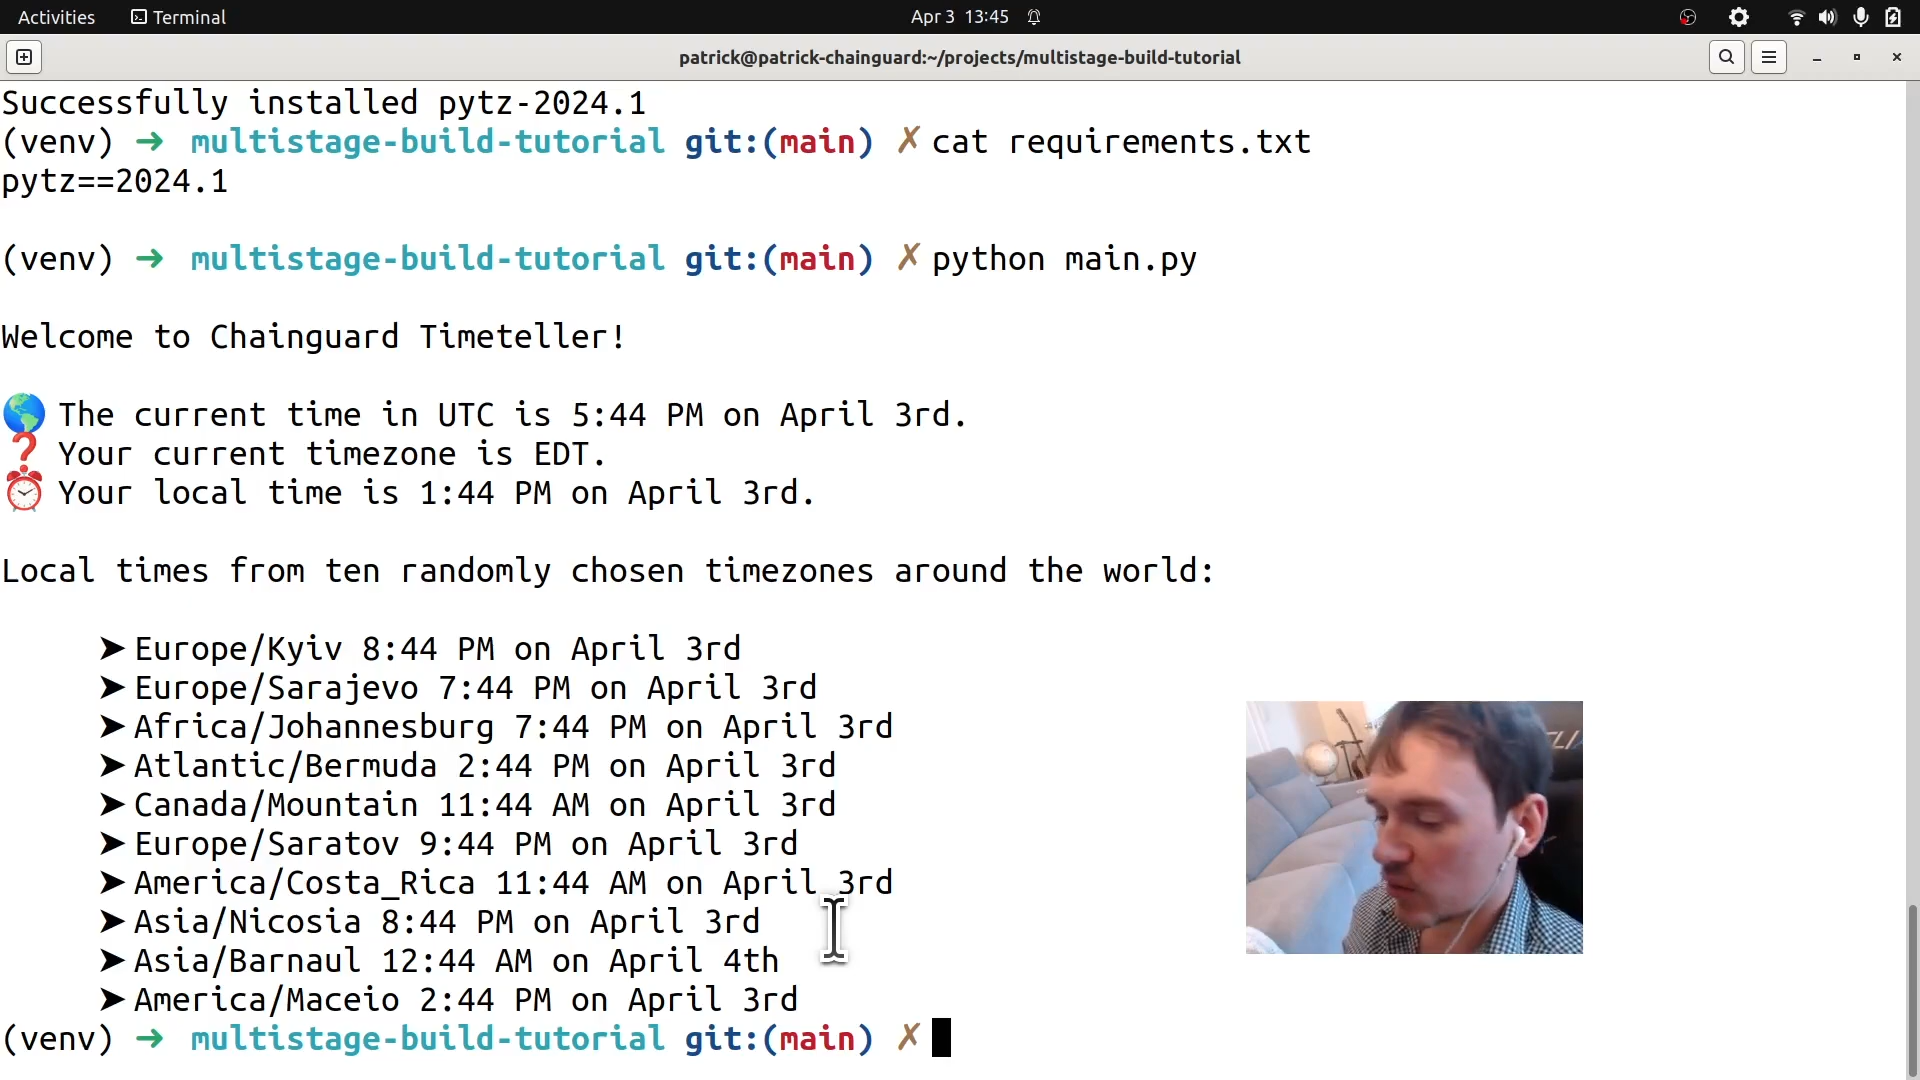 Activities Terminal Apr 3 13:45
patrick@patrick-chainguard:~/projects/multistage-build-tutorial
Successfully installed pytz-2024.1
(venv) ➜ multistage-build-tutorial git:(main) ✗ cat requirements.txt
pytz==2024.1
(venv) ➜ multistage-build-tutorial git:(main) ✗ python main.py
Welcome to Chainguard Timeteller!
🌎 The current time in UTC is 5:44 PM on April 3rd.
❓ Your current timezone is EDT.
⏰ Your local time is 1:44 PM on April 3rd.
Local times from ten randomly chosen timezones around the world:
➤ Europe/Kyiv 8:44 PM on April 3rd
➤ Europe/Sarajevo 7:44 PM on April 3rd
➤ Africa/Johannesburg 7:44 PM on April 3rd
➤ Atlantic/Bermuda 2:44 PM on April 3rd
➤ Canada/Mountain 11:44 AM on April 3rd
➤ Europe/Saratov 9:44 PM on April 3rd
➤ America/Costa_Rica 11:44 AM on April 3rd
➤ Asia/Nicosia 8:44 PM on April 3rd
➤ Asia/Barnaul 12:44 AM on April 4th
➤ America/Maceio 2:44 PM on April 3rd
(venv) ➜ multistage-build-tutorial git:(main) ✗